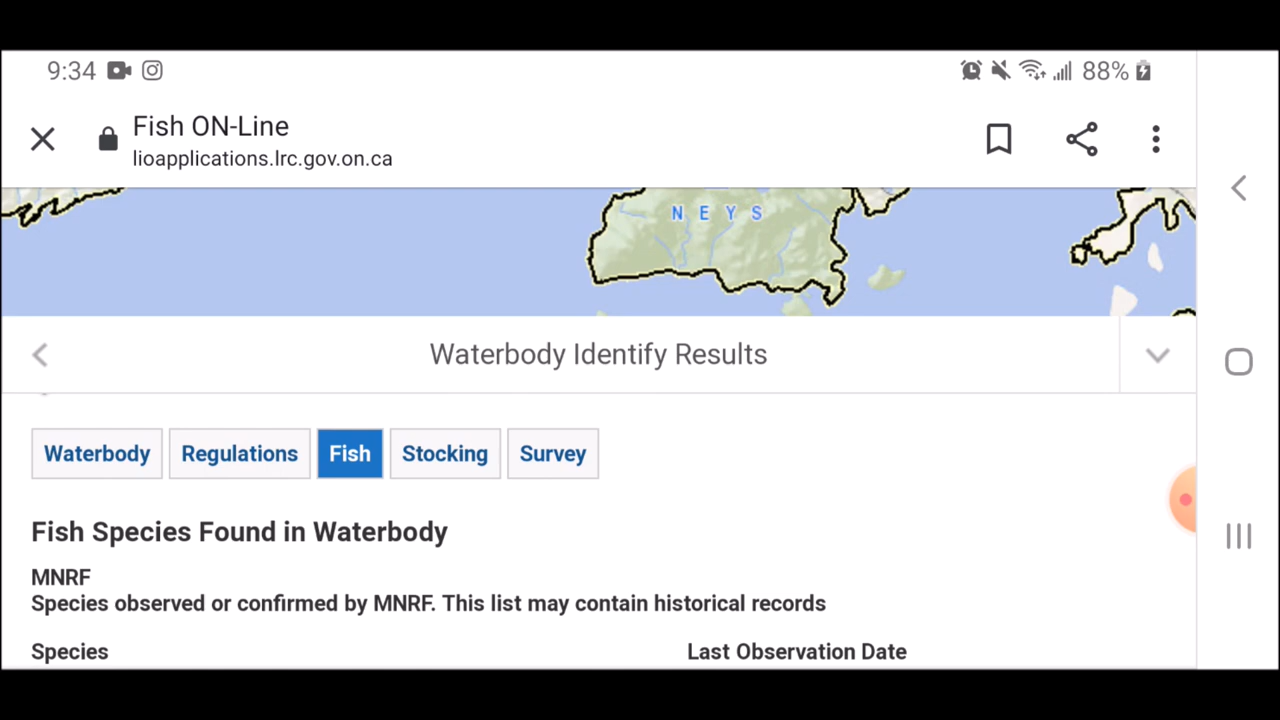 9:34
88%
Fish ON-Line
lioapplications.lrc.gov.on.ca
NEYS
Waterbody Identify Results
Waterbody
Regulations
Fish
Stocking
Survey
Fish Species Found in Waterbody
MNRF
Species observed or confirmed by MNRF. This list may contain historical records
Species
Last Observation Date